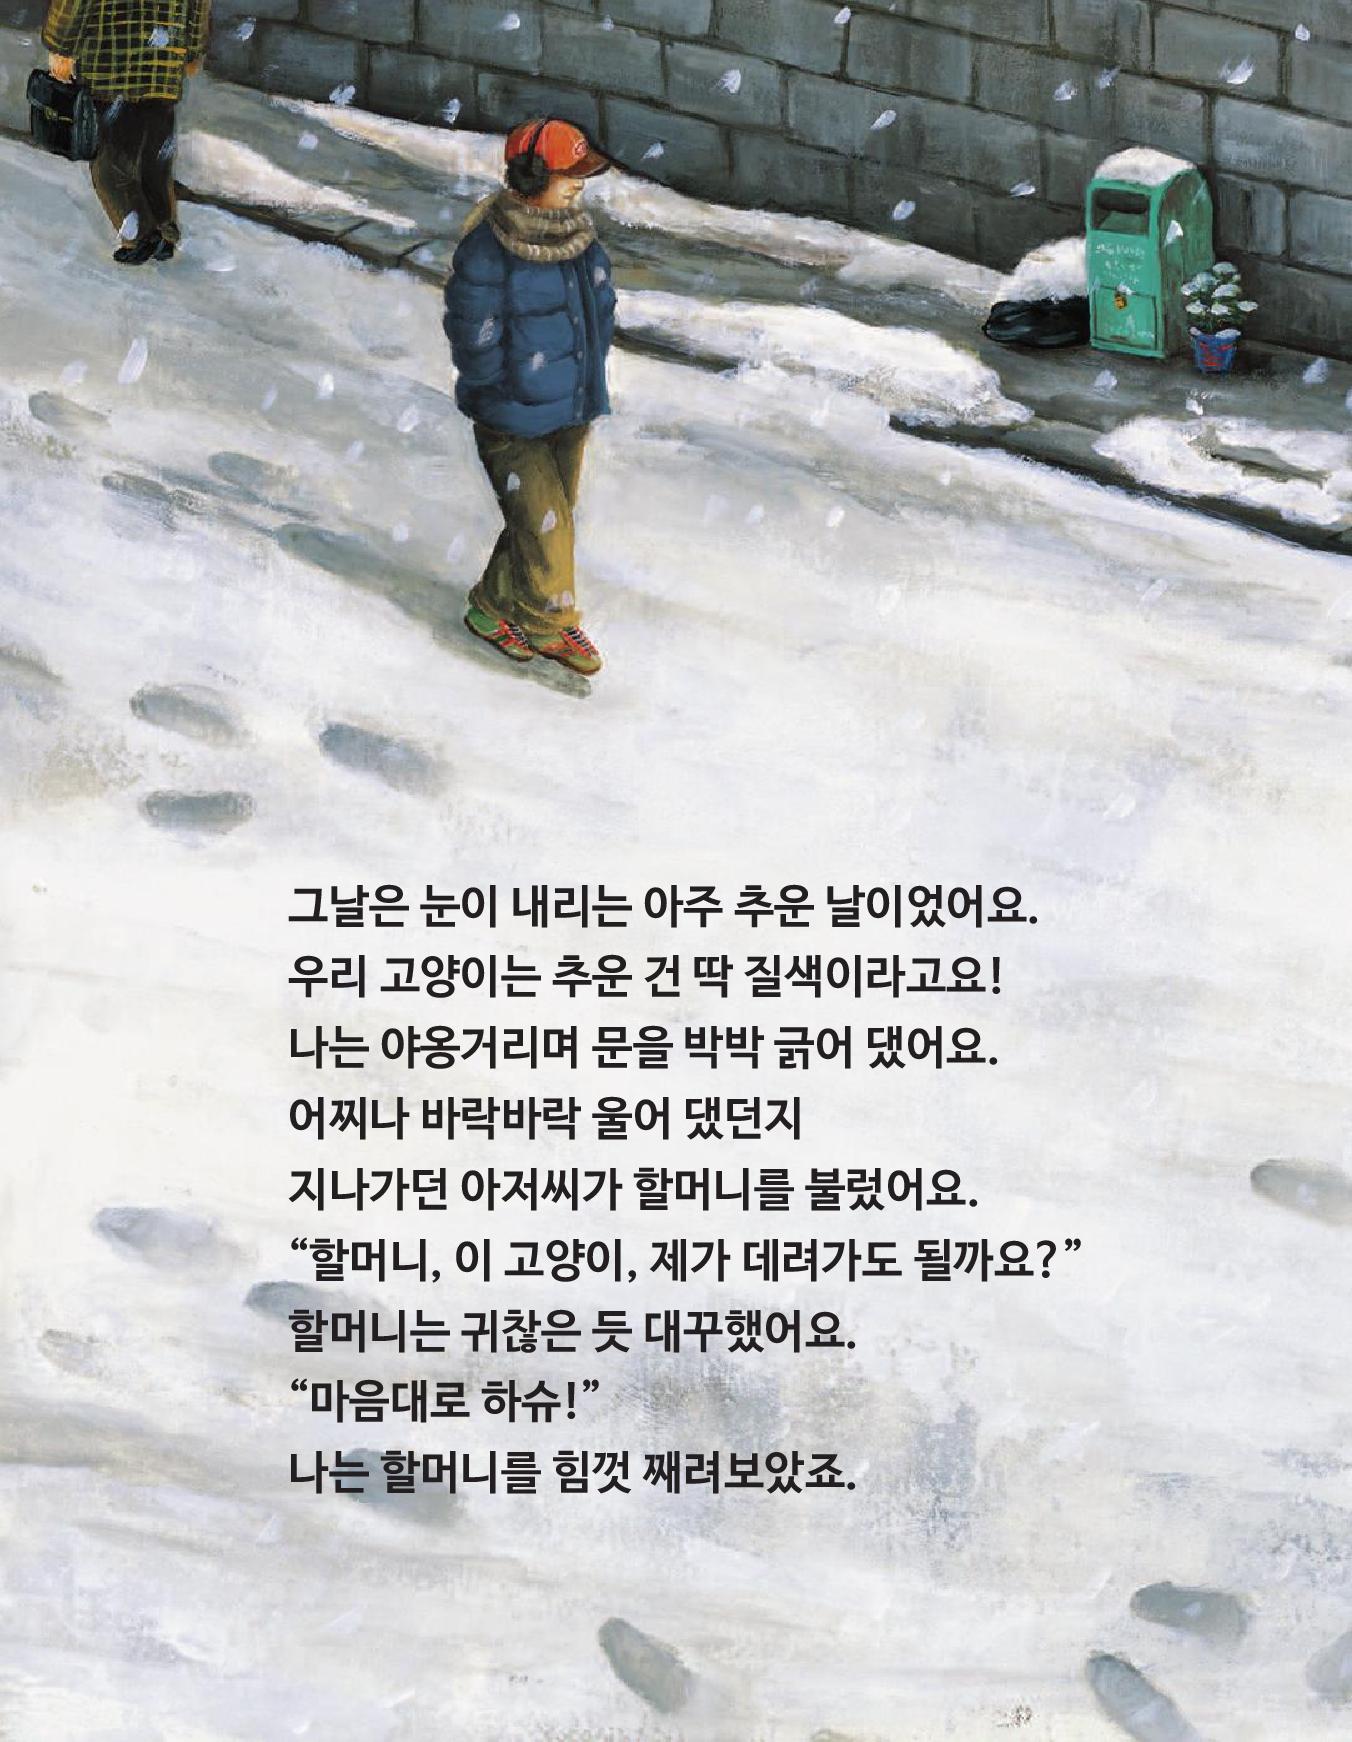 그날은 눈이 내리는 아주 추운 날이었어요.
우리 고양이는 추운 건 딱 질색이라고요!
나는 야옹거리며 문을 박박 긁어 댔어요.
어찌나 바락바락 울어 댔던지
지나가던 아저씨가 할머니를 불렀어요.
“할머니, 이 고양이, 제가 데려가도 될까요?”
할머니는 귀찮은 듯 대꾸했어요.
“마음대로 하슈!”
나는 할머니를 힘껏 째려보았죠.